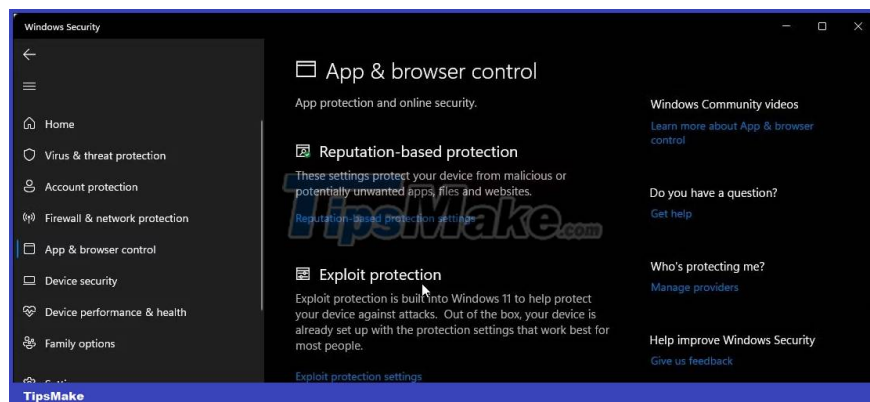 Windows Security
Home
Virus & threat protection
Account protection
Firewall & network protection
App & browser control
Device security
Device performance & health
Family options
App & browser control
App protection and online security.
Reputation-based protection
These settings protect your device from malicious or
potentially unwanted apps, files and websites.
Reputation-based protection settings
TipsMake.com
Exploit protection
Exploit protection is built into Windows 11 to help protect
your device against attacks. Out of the box, your device is
already set up with the protection settings that work best for
most people.
Exploit protection settings
Windows Community videos
Learn more about App & browser
control
Do you have a question?
Get help
Who's protecting me?
Manage providers
Help improve Windows Security
Give us feedback
TipsMake